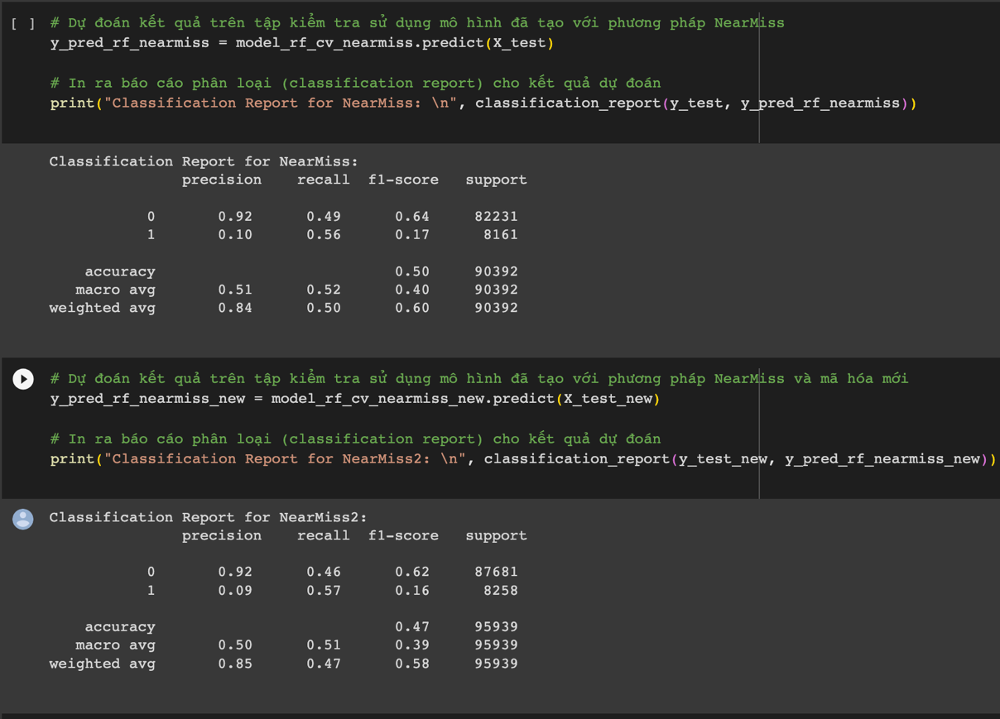 [ ] # Dự đoán kết quả trên tập kiểm tra sử dụng mô hình đã tạo với phương pháp NearMiss
y_pred_rf_nearmiss = model_rf_cv_nearmiss.predict(X_test)
# In ra báo cáo phân loại (classification report) cho kết quả dự đoán
print("Classification Report for NearMiss: \n", classification_report(y_test, y_pred_rf_nearmiss))
Classification Report for NearMiss:
precision recall f1-score support
0 0.92 0.49 0.64 82231
1 0.10 0.56 0.17 8161
accuracy 0.50 90392
macro avg 0.51 0.52 0.40 90392
weighted avg 0.84 0.50 0.60 90392
# Dự đoán kết quả trên tập kiểm tra sử dụng mô hình đã tạo với phương pháp NearMiss và mã hóa mới
y_pred_rf_nearmiss_new = model_rf_cv_nearmiss_new.predict(X_test_new)
# In ra báo cáo phân loại (classification report) cho kết quả dự đoán
print("Classification Report for NearMiss2: \n", classification_report(y_test_new, y_pred_rf_nearmiss_new))
Classification Report for NearMiss2:
precision recall f1-score support
0 0.92 0.46 0.62 87681
1 0.09 0.57 0.16 8258
accuracy 0.47 95939
macro avg 0.50 0.51 0.39 95939
weighted avg 0.85 0.47 0.58 95939